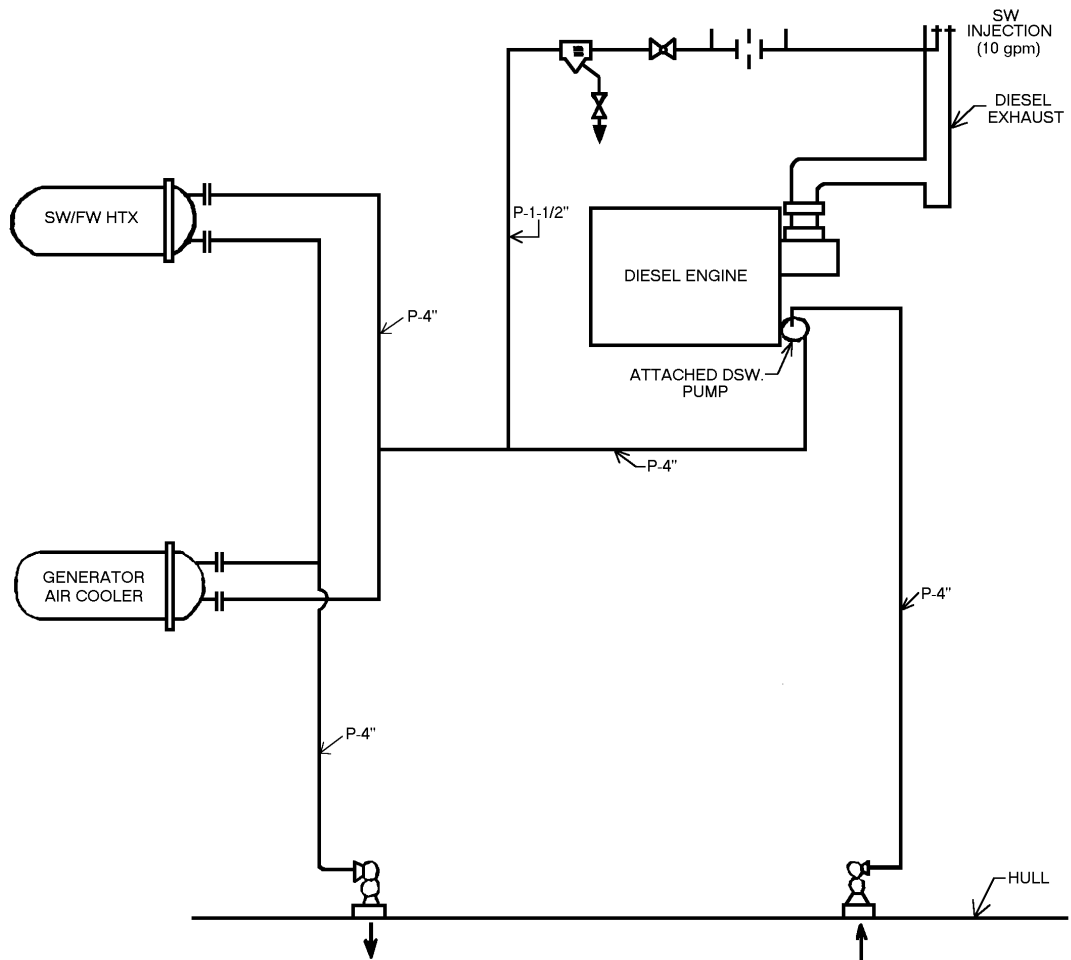 SW
INJECTION
(10 gpm)
DIESEL
EXHAUST
SW/FW HTX
P-1-1/2"
DIESEL ENGINE
P-4"
ATTACHED DSW.
PUMP
P-4"
GENERATOR
AIR COOLER
P-4"
P-4"
HULL